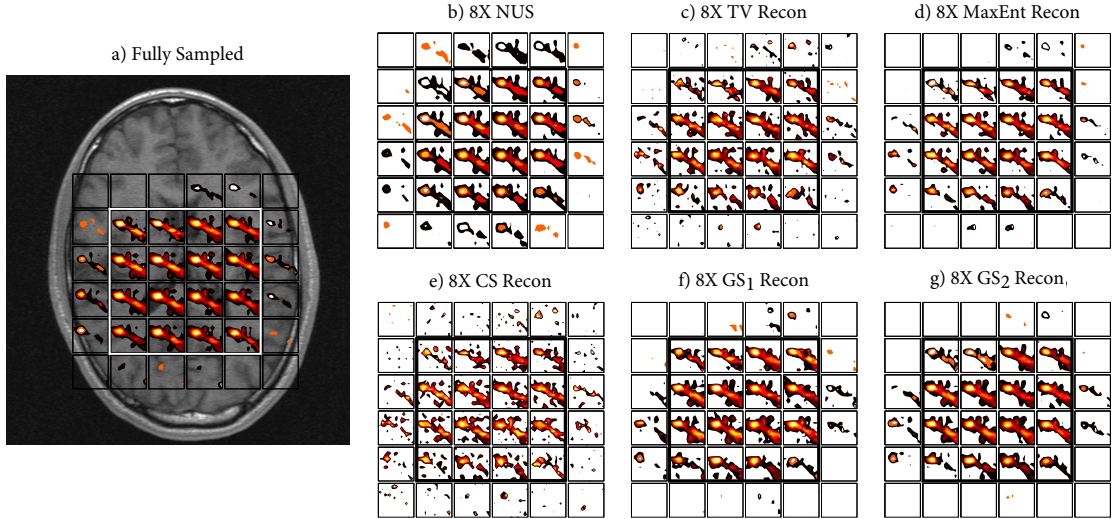 a) Fully Sampled
b) 8X NUS
c) 8X TV Recon
d) 8X MaxEnt Recon
e) 8X CS Recon
f) 8X GS1 Recon
g) 8X GS2 Recon